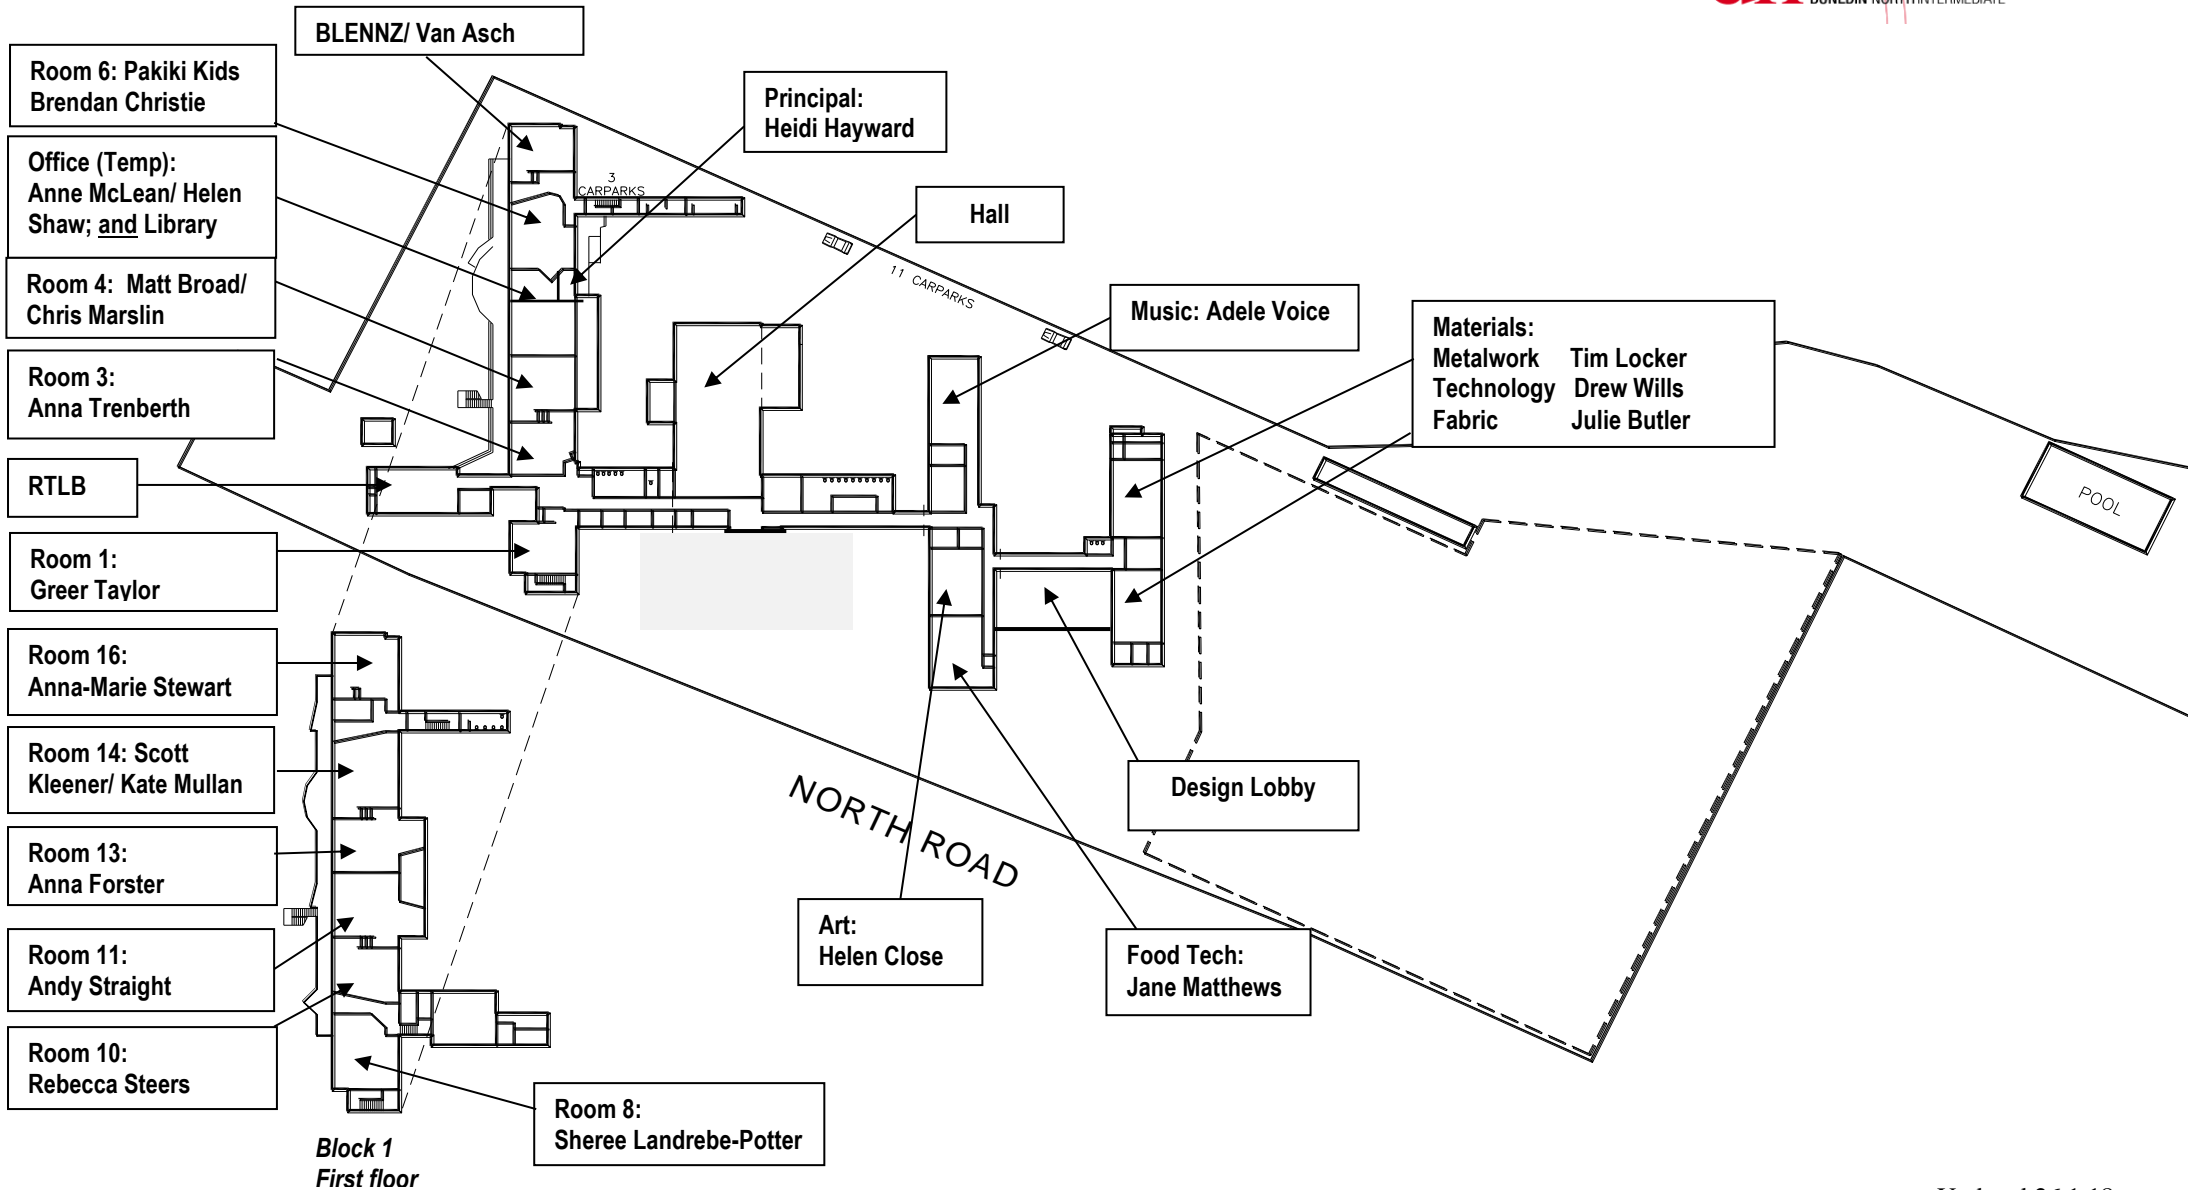 DUNEDIN NORTH INTERMEDIATE
BLENNZ/ Van Asch
Room 6: Pakiki Kids
Brendan Christie
Principal:
Heidi Hayward
Office (Temp):
Anne McLean/ Helen
Shaw; and Library
3
CARPARKS
Hall
11 CARPARKS
Room 4: Matt Broad/
Chris Marslin
Music: Adele Voice
Materials:
Metalwork Tim Locker
Technology Drew Wills
Fabric Julie Butler
Room 3:
Anna Trenberth
RTLB
POOL
Room 1:
Greer Taylor
Room 16:
Anna-Marie Stewart
Room 14: Scott
Kleener/ Kate Mullan
Design Lobby
NORTH ROAD
Room 13:
Anna Forster
Art:
Helen Close
Room 11:
Andy Straight
Food Tech:
Jane Matthews
Room 10:
Rebecca Steers
Room 8:
Sheree Landrebe-Potter
Block 1
First floor